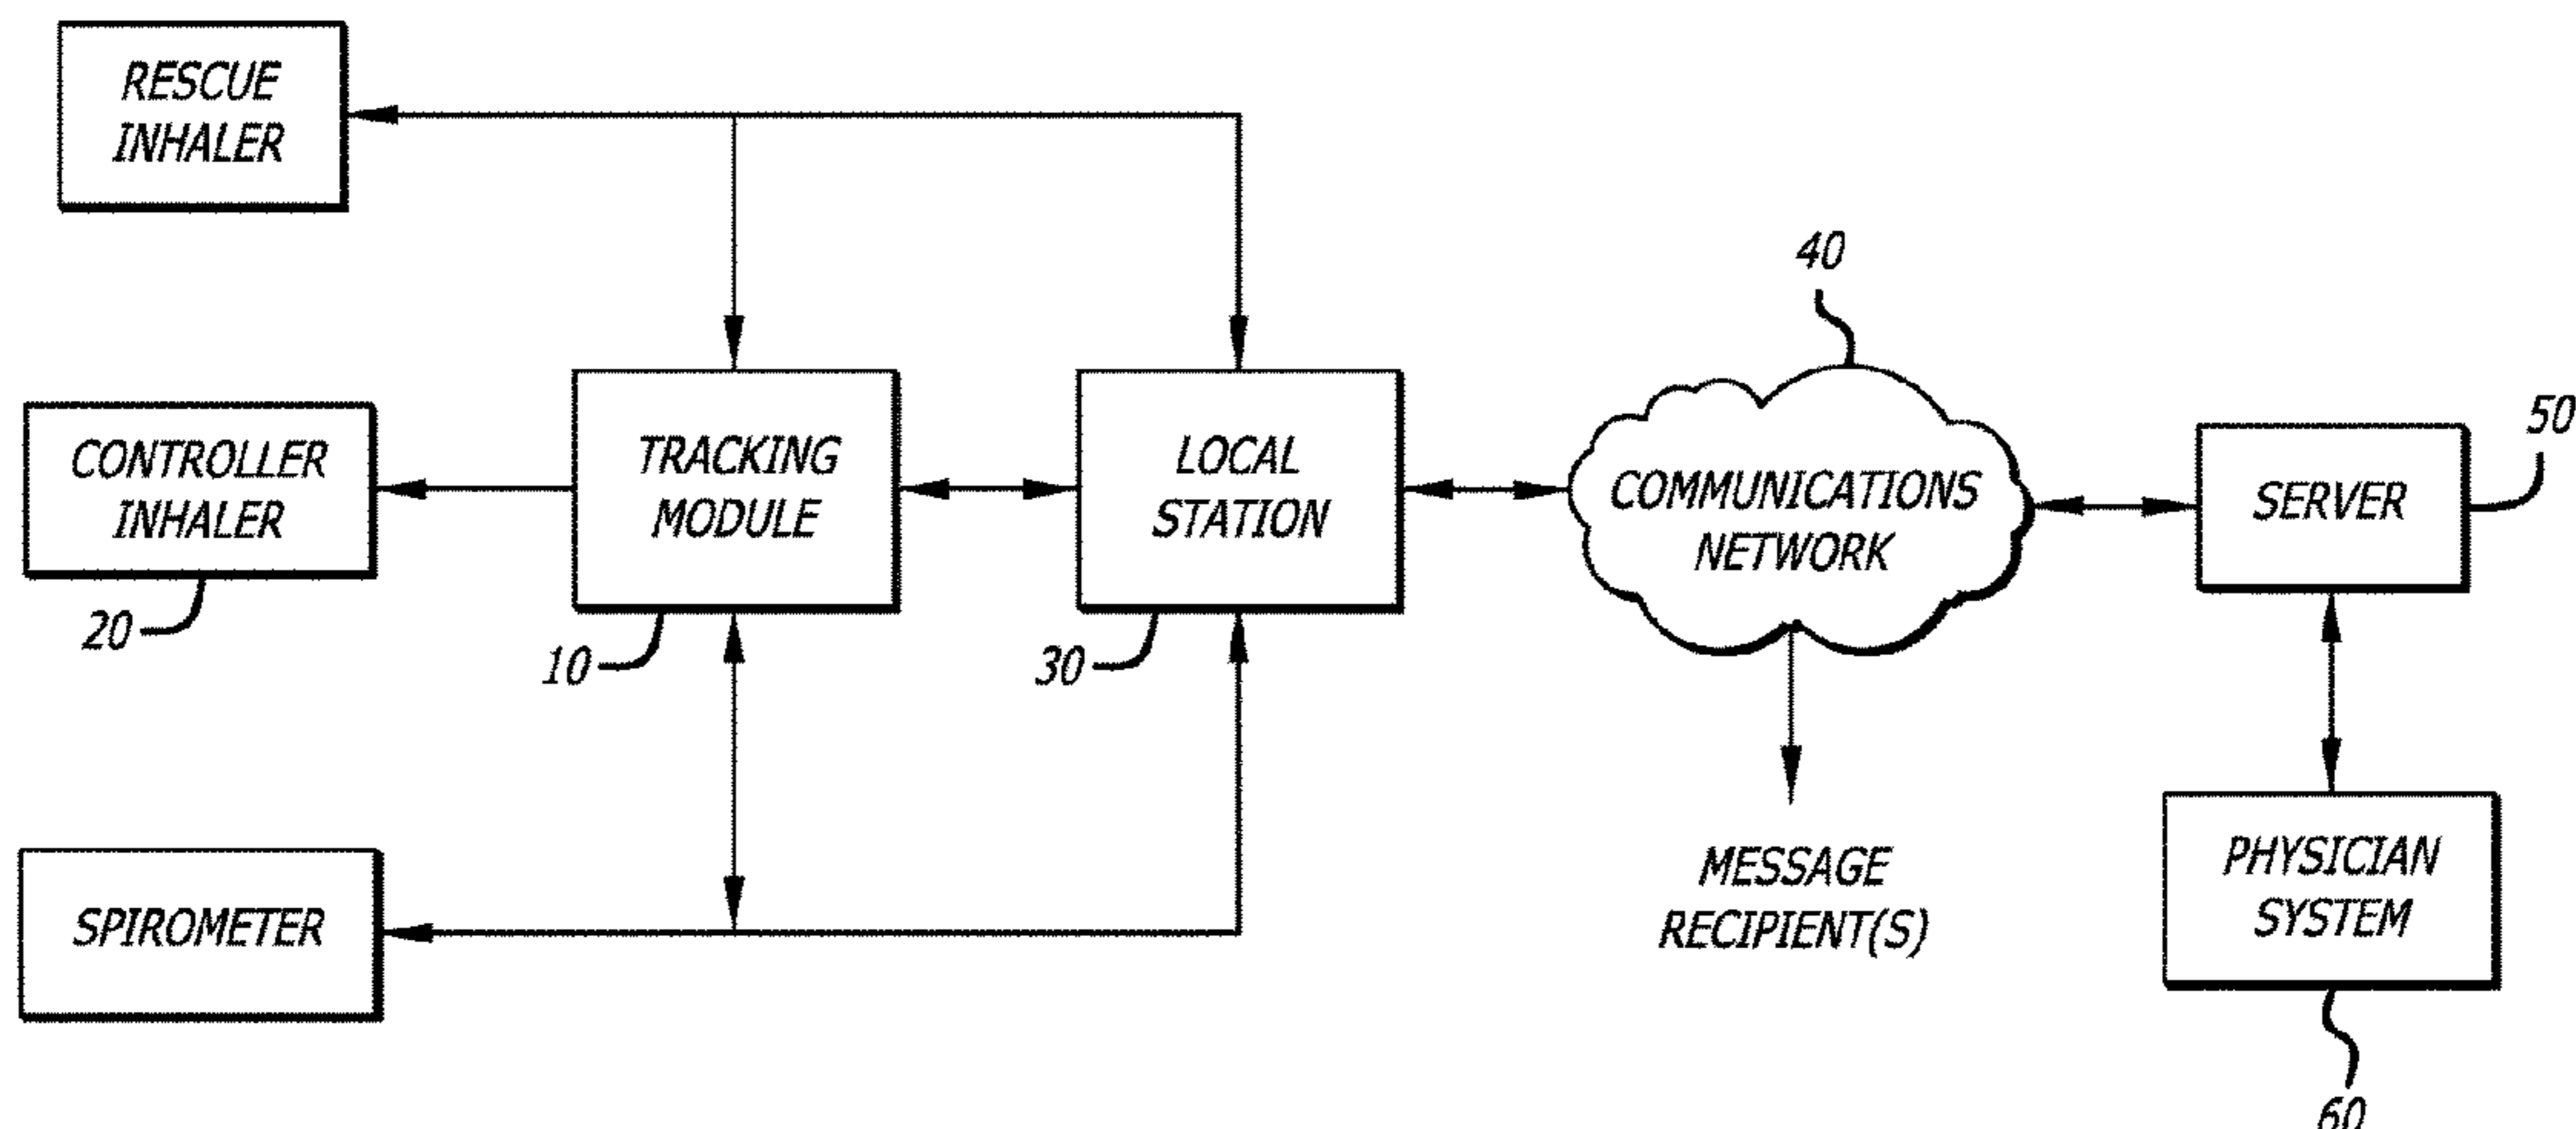 RESCUE
INHALER
CONTROLLER
INHALER
20
TRACKING
MODULE
10
LOCAL
STATION
30
40
COMMUNICATIONS
NETWORK
50
SERVER
SPIROMETER
MESSAGE
RECIPIENT(S)
PHYSICIAN
SYSTEM
60